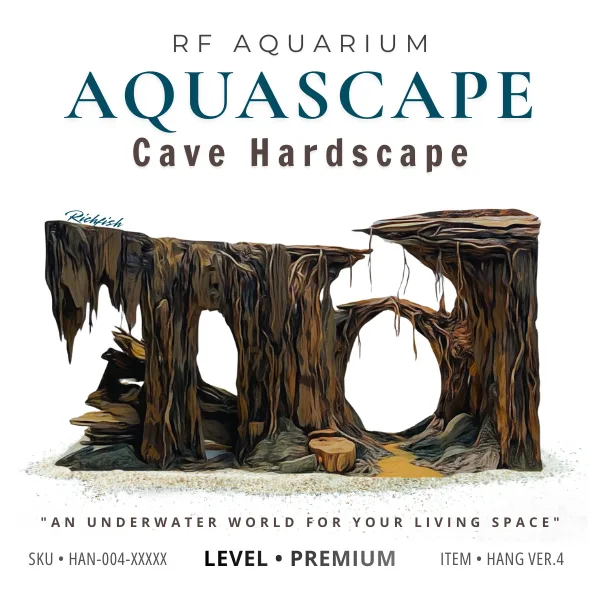 RF AQUARIUM
AQUASCAPE
Cave Hardscape
Richfish
"AN UNDERWATER WORLD FOR YOUR LIVING SPACE"
SKU • HAN-004-XXXXX
LEVEL • PREMIUM
ITEM • HANG VER.4